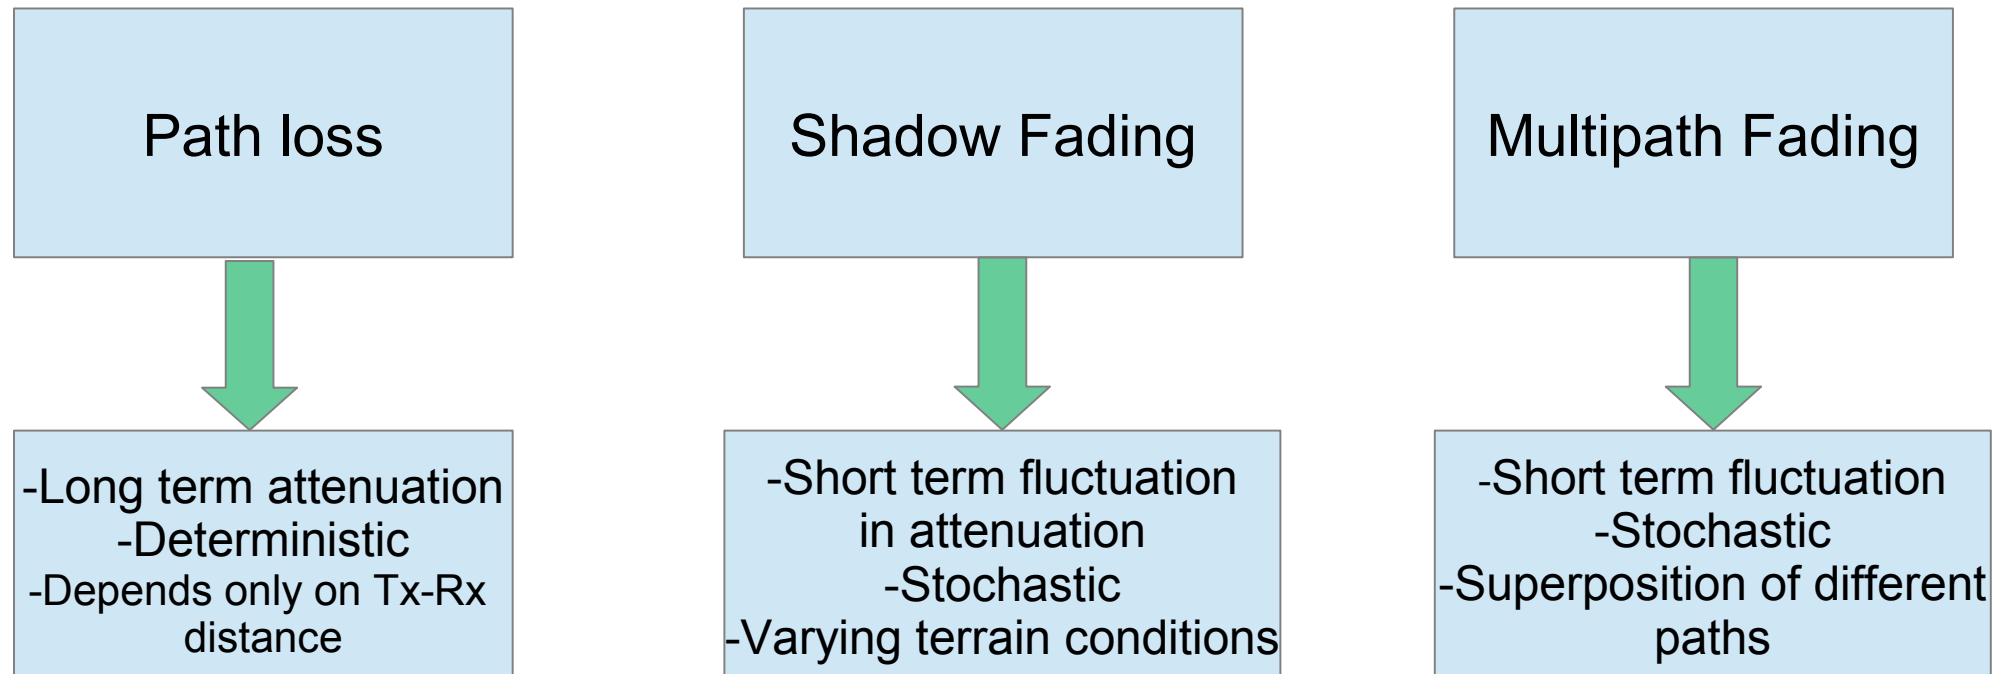 Path loss
Shadow Fading
Multipath Fading
-Long term attenuation
-Deterministic
-Depends only on Tx-Rx
distance
-Short term fluctuation
in attenuation
-Stochastic
-Varying terrain conditions
-Short term fluctuation
-Stochastic
-Superposition of different
paths